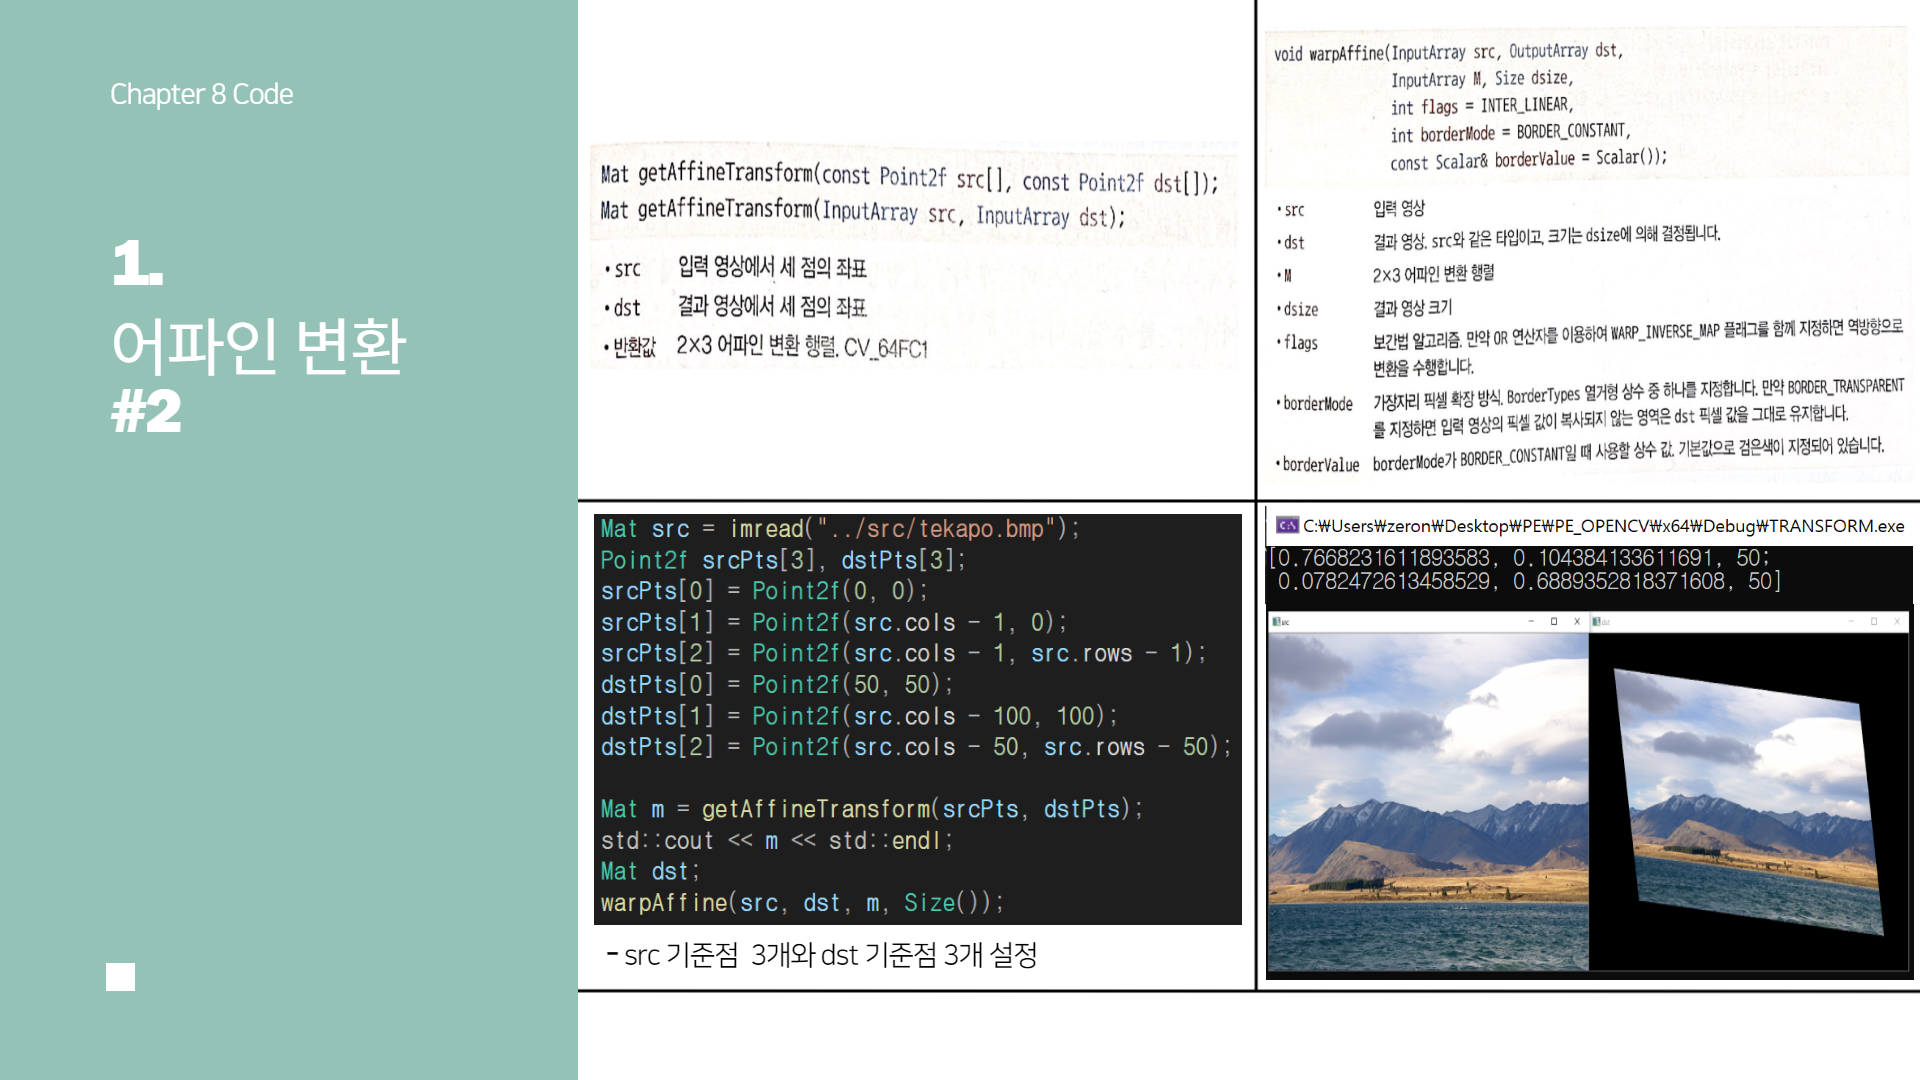 Chapter 8 Code
1.
어파인 변환
#2
Mat getAffineTransform(const Point2f src[], const Point2f dst[]);
Mat getAffineTransform(InputArray src, InputArray dst);
• src 입력 영상에서 세 점의 좌표
• dst 결과 영상에서 세 점의 좌표
• 반환값 2×3 어파인 변환 행렬. CV_64FC1
void warpAffine(InputArray src, OutputArray dst,
InputArray M, Size dsize,
int flags = INTER_LINEAR,
int borderMode = BORDER_CONSTANT,
const Scalar& borderValue = Scalar());
• src 입력 영상
• dst 결과 영상. src와 같은 타입이고, 크기는 dsize에 의해 결정됩니다.
• M 2×3 어파인 변환 행렬
• dsize 결과 영상 크기
• flags 보간법 알고리즘. 만약 OR 연산자를 이용하여 WARP_INVERSE_MAP 플래그를 함께 지정하면 역방향으로
변환을 수행합니다.
• borderMode 가장자리 픽셀 확장 방식. BorderTypes 열거형 상수 중 하나를 지정합니다. 만약 BORDER_TRANSPARENT
를 지정하면 입력 영상의 픽셀 값이 복사되지 않는 영역은 dst 픽셀 값을 그대로 유지합니다.
• borderValue borderMode가 BORDER_CONSTANT일 때 사용할 상수 값. 기본값으로 검은색이 지정되어 있습니다.
Mat src = imread("../src/tekapo.bmp");
Point2f srcPts[3], dstPts[3];
srcPts[0] = Point2f(0, 0);
srcPts[1] = Point2f(src.cols - 1, 0);
srcPts[2] = Point2f(src.cols - 1, src.rows - 1);
dstPts[0] = Point2f(50, 50);
dstPts[1] = Point2f(src.cols - 100, 100);
dstPts[2] = Point2f(src.cols - 50, src.rows - 50);
Mat m = getAffineTransform(srcPts, dstPts);
std::cout << m << std::endl;
Mat dst;
warpAffine(src, dst, m, Size());
- src 기준점 3개와 dst 기준점 3개 설정
C:\ C:₩Users₩zeron₩Desktop₩PE₩PE_OPENCV₩x64₩Debug₩TRANSFORM.exe
[0.7668231611893583, 0.104384133611691, 50;
0.0782472613458529, 0.6889352818371608, 50]
src
dst